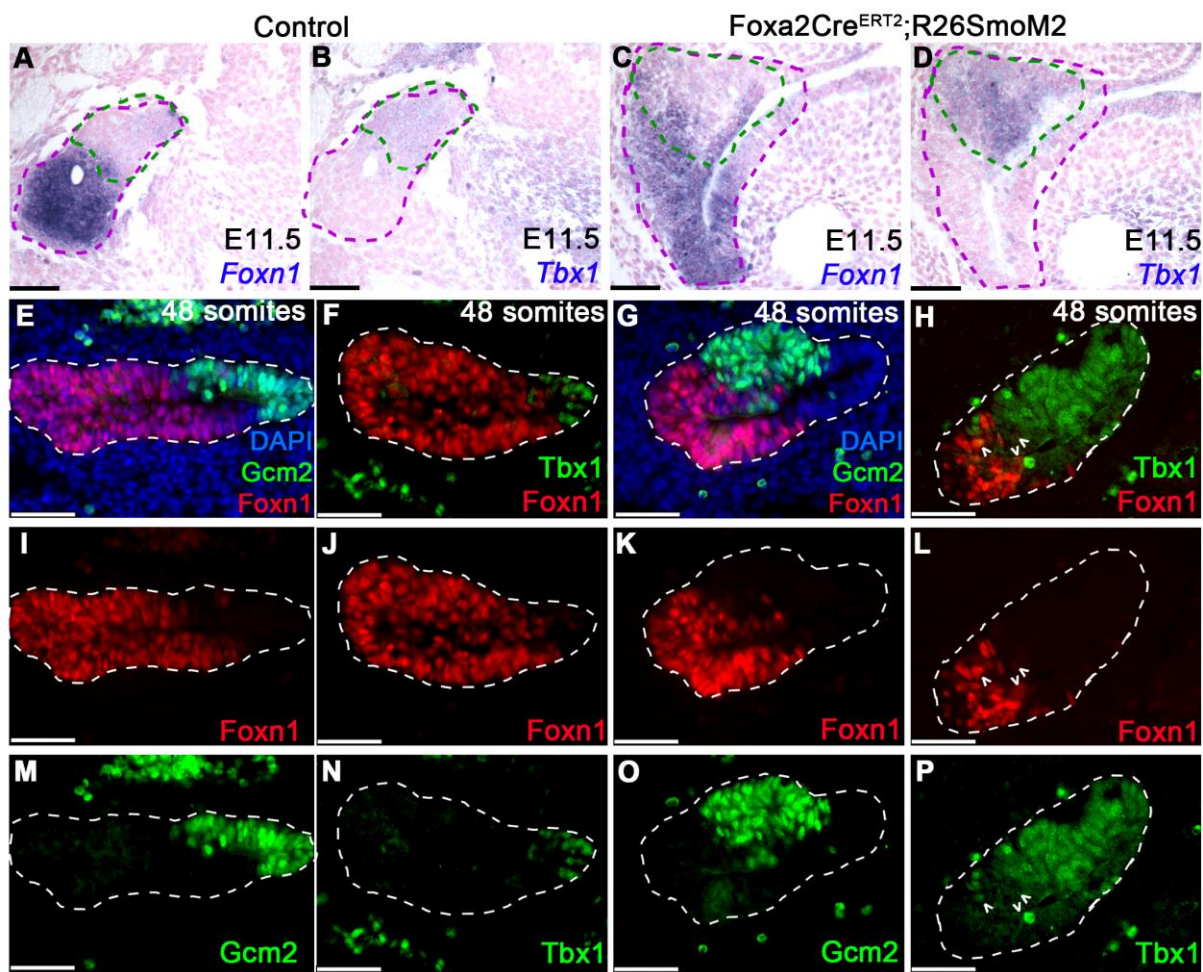 Control
Foxa2Cre^ERT2;R26SmoM2
A
E11.5
Foxn1
B
E11.5
Tbx1
C
E11.5
Foxn1
D
E11.5
Tbx1
E
48 somites
DAPI
Gcm2
Foxn1
F
48 somites
Tbx1
Foxn1
G
48 somites
DAPI
Gcm2
Foxn1
H
48 somites
Tbx1
Foxn1
I
Foxn1
J
Foxn1
K
Foxn1
L
Foxn1
M
Gcm2
N
Tbx1
O
Gcm2
P
Tbx1